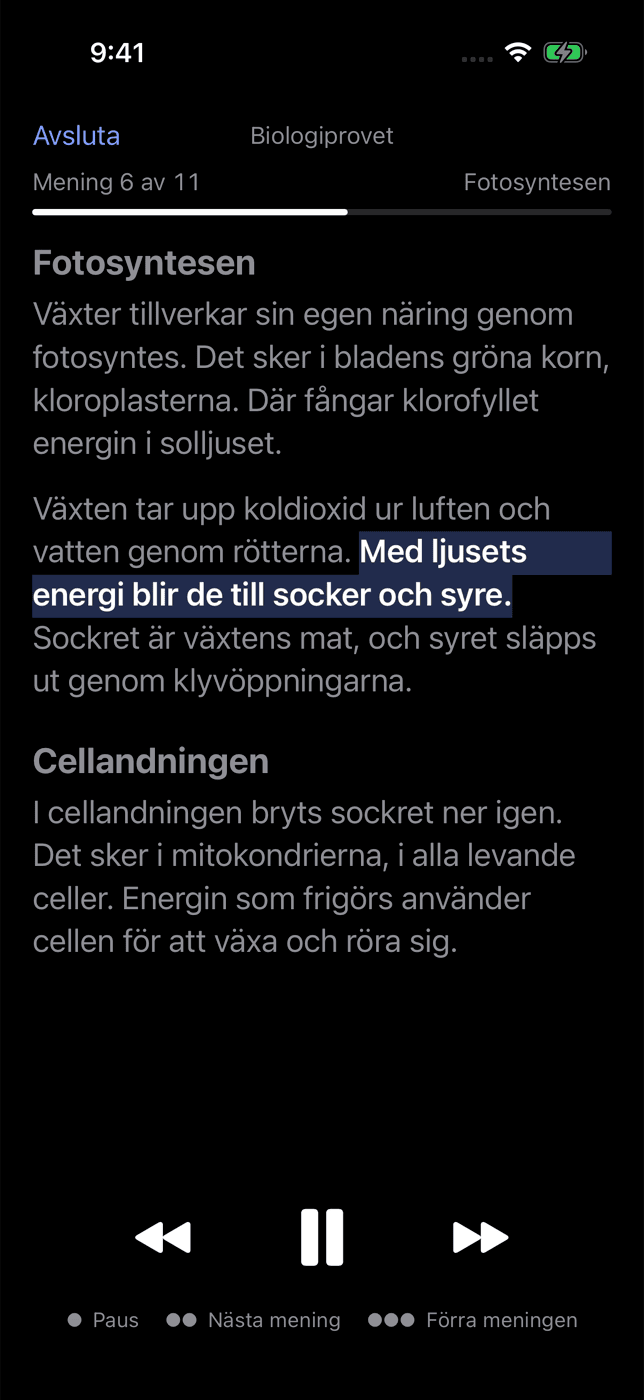 9:41
Avsluta
Biologiprovet
Mening 6 av 11
Fotosyntesen
Fotosyntesen
Växter tillverkar sin egen näring genom
fotosyntes. Det sker i bladens gröna korn,
kloroplasterna. Där fångar klorofyllet
energin i solljuset.
Växten tar upp koldioxid ur luften och
vatten genom rötterna. Med ljusets
energi blir de till socker och syre.
Sockret är växtens mat, och syret släpps
ut genom klyvöppningarna.
Cellandningen
I cellandningen bryts sockret ner igen.
Det sker i mitokondrierna, i alla levande
celler. Energin som frigörs använder
cellen för att växa och röra sig.
Paus
Nästa mening
Förra meningen